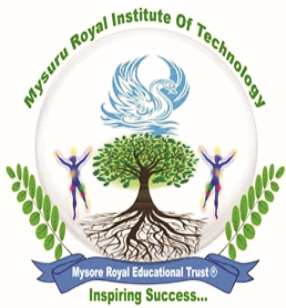 Mysuru Royal Institute Of Technology
Mysore Royal Educational Trust®
Inspiring Success...